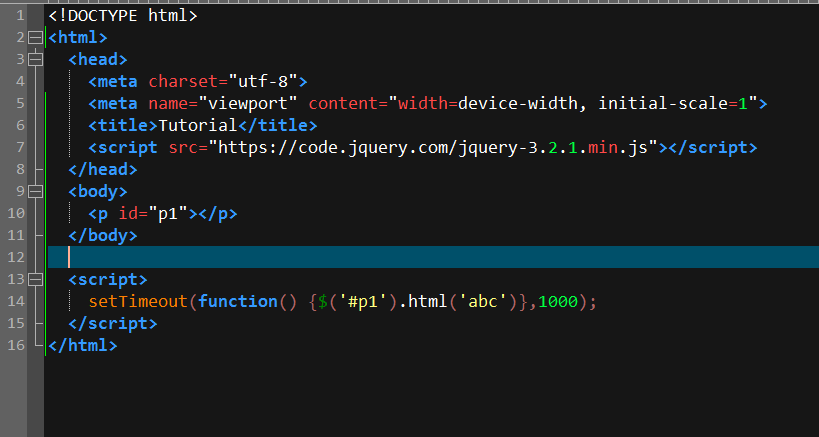 1 <!DOCTYPE html>
2 <html>
3 <head>
4 <meta charset="utf-8">
5 <meta name="viewport" content="width=device-width, initial-scale=1">
6 <title>Tutorial</title>
7 <script src="https://code.jquery.com/jquery-3.2.1.min.js"></script>
8 </head>
9 <body>
10 <p id="p1"></p>
11 </body>
12
13 <script>
14 setTimeout(function() {$('#p1').html('abc')},1000);
15 </script>
16 </html>